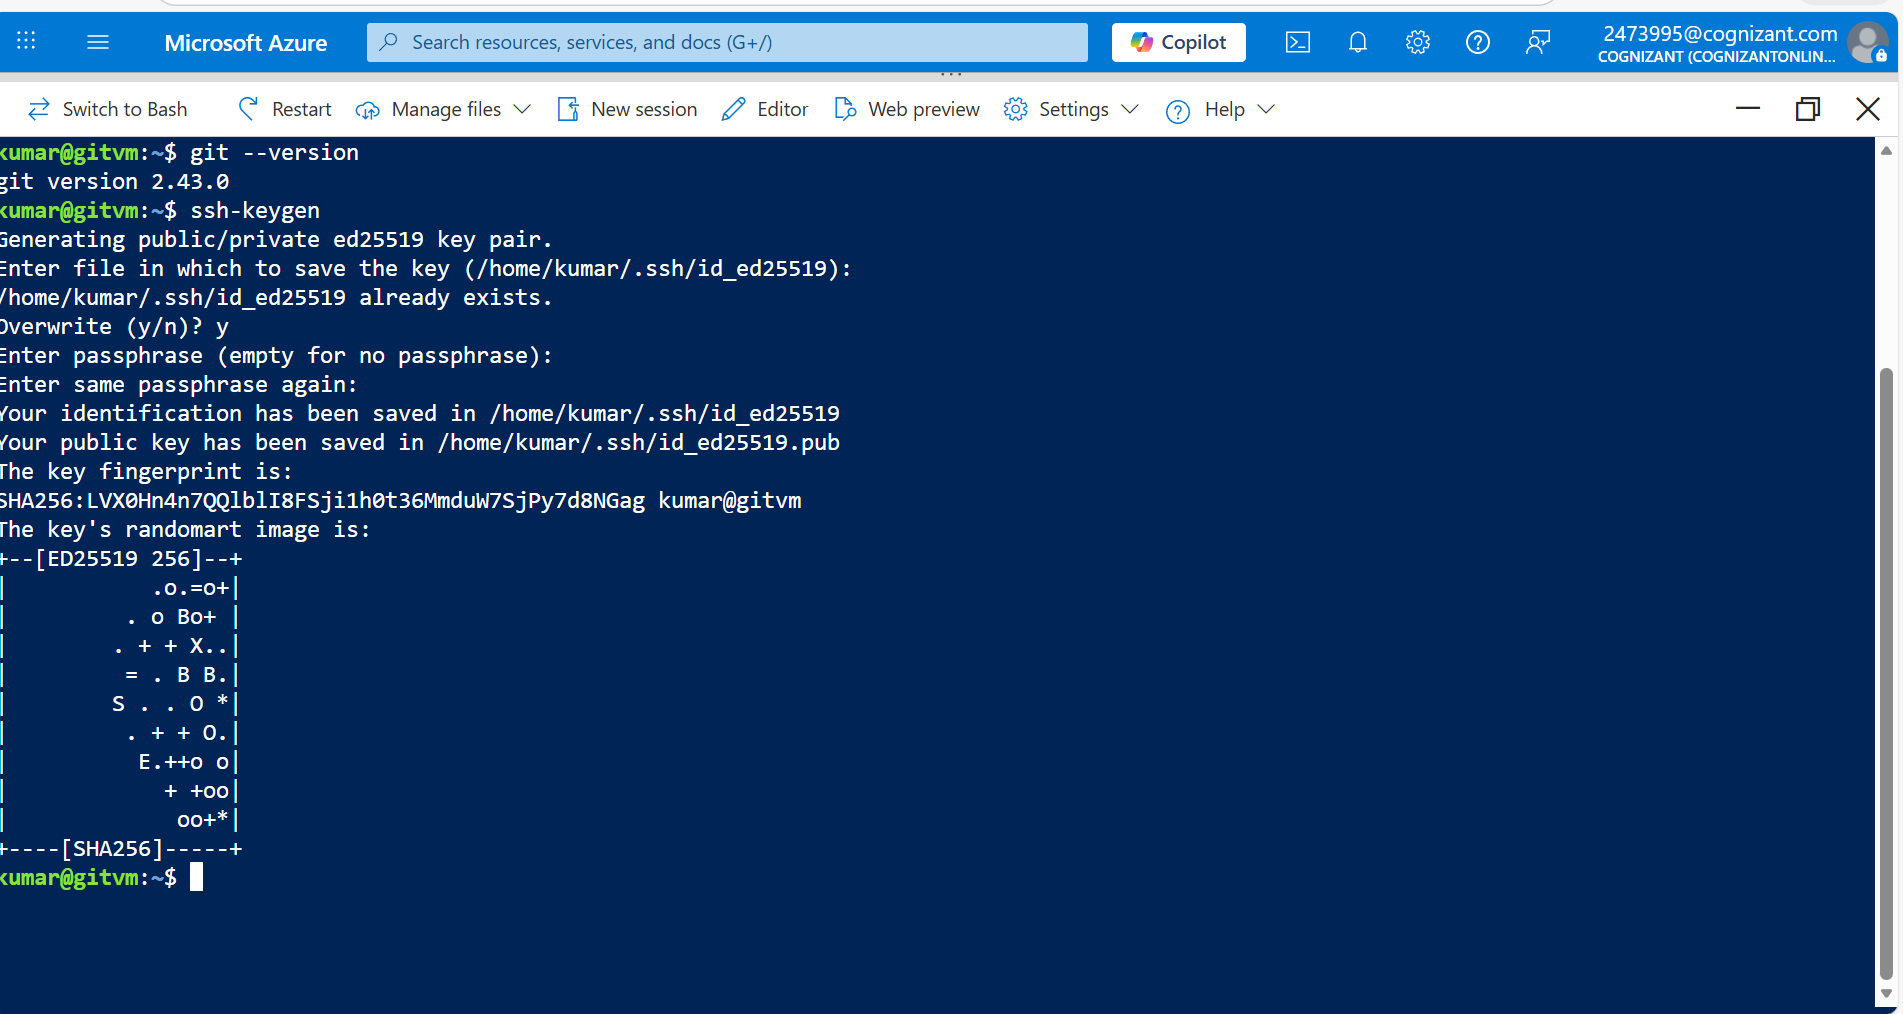 Microsoft Azure
Search resources, services, and docs (G+/)
Copilot
2473995@cognizant.com
COGNIZANT (COGNIZANTONLIN...
Switch to Bash
Restart
Manage files
New session
Editor
Web preview
Settings
Help
kumar@gitvm:~$ git --version
git version 2.43.0
kumar@gitvm:~$ ssh-keygen
Generating public/private ed25519 key pair.
Enter file in which to save the key (/home/kumar/.ssh/id_ed25519):
/home/kumar/.ssh/id_ed25519 already exists.
Overwrite (y/n)? y
Enter passphrase (empty for no passphrase):
Enter same passphrase again:
Your identification has been saved in /home/kumar/.ssh/id_ed25519
Your public key has been saved in /home/kumar/.ssh/id_ed25519.pub
The key fingerprint is:
SHA256:LVX0Hn4n7QQlblI8FSji1h0t36MmduW7SjPy7d8NGag kumar@gitvm
The key's randomart image is:
+--[ED25519 256]--+
|           .o.=o+|
|         . o Bo+ |
|        . + + X..|
|         = . B B.|
|        S . . O *|
|         . + + O.|
|          E.++o o|
|            + +oo|
|             oo+*|
+----[SHA256]-----+
kumar@gitvm:~$